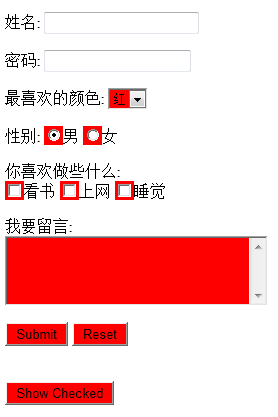 姓名:
密码:
最喜欢的颜色: 红
性别: 男 女
你喜欢做些什么:
看书 上网 睡觉
我要留言:
Submit Reset
Show Checked